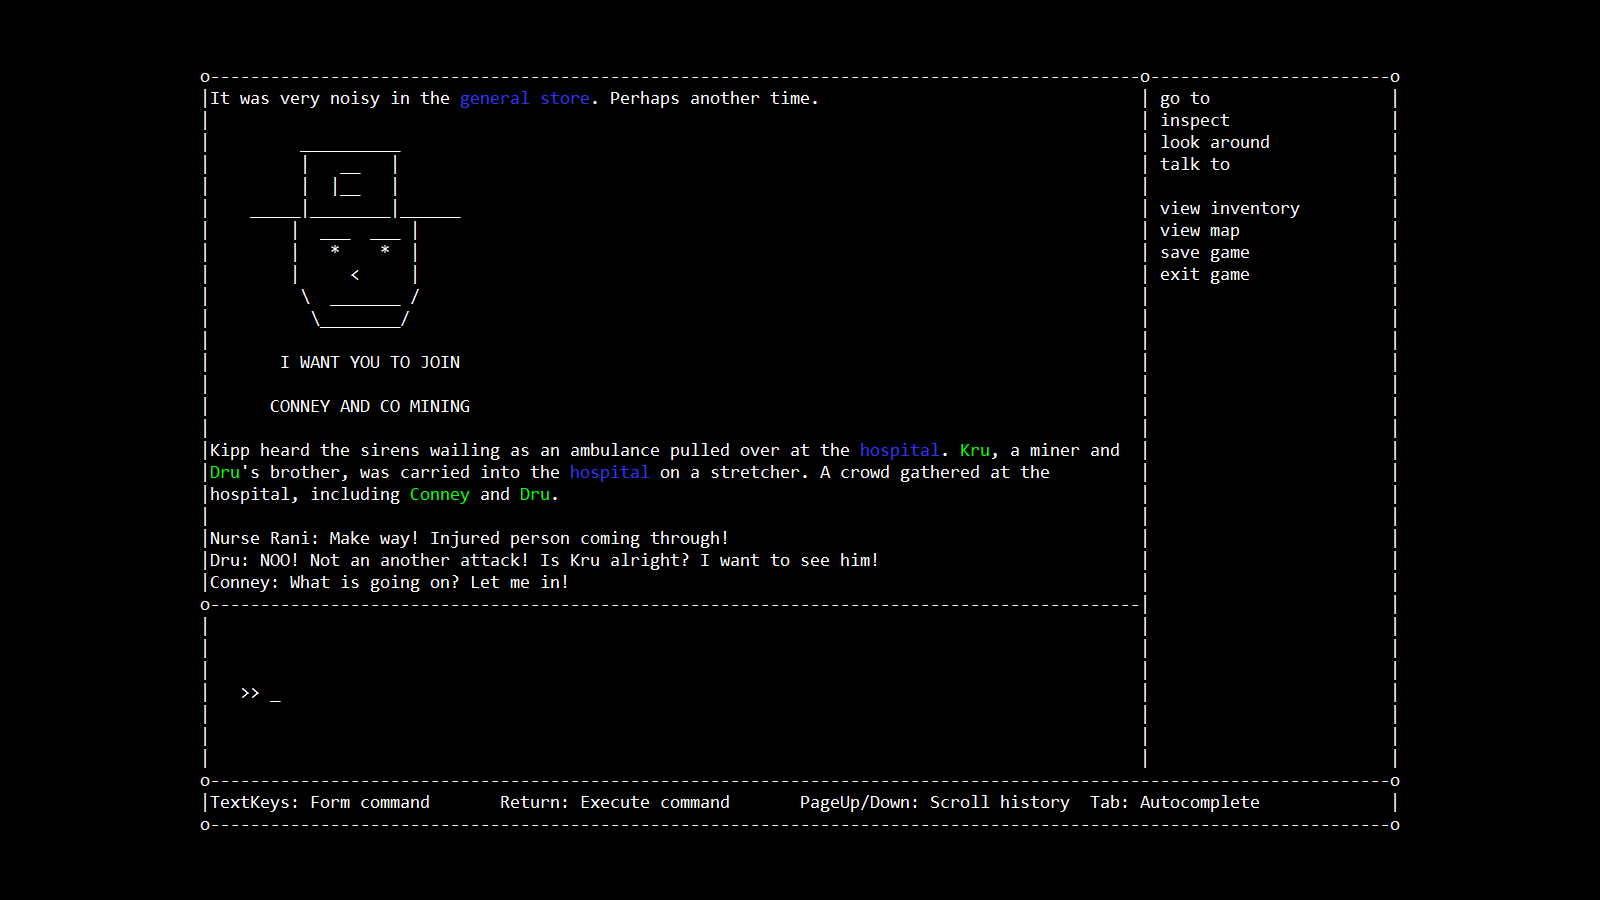 It was very noisy in the general store. Perhaps another time.
I WANT YOU TO JOIN
CONNEY AND CO MINING
Kipp heard the sirens wailing as an ambulance pulled over at the hospital. Kru, a miner and
Dru's brother, was carried into the hospital on a stretcher. A crowd gathered at the
hospital, including Conney and Dru.
Nurse Rani: Make way! Injured person coming through!
Dru: NOO! Not an another attack! Is Kru alright? I want to see him!
Conney: What is going on? Let me in!
>> _
go to
inspect
look around
talk to
view inventory
view map
save game
exit game
TextKeys: Form command Return: Execute command PageUp/Down: Scroll history Tab: Autocomplete